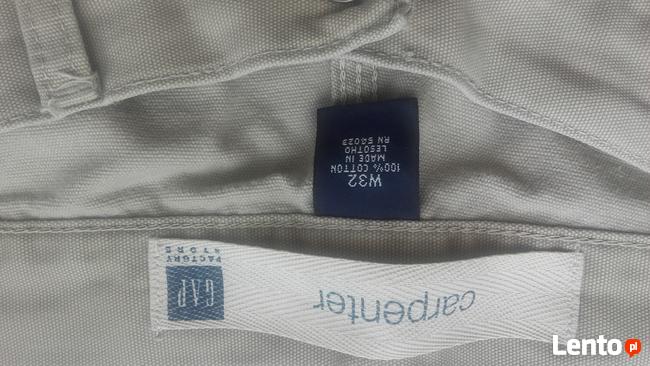 W32
100% COTTON
MADE IN
LESOTHO
RN 54023
GAP
FACTORY
STORE
carpenter
Lento.pl